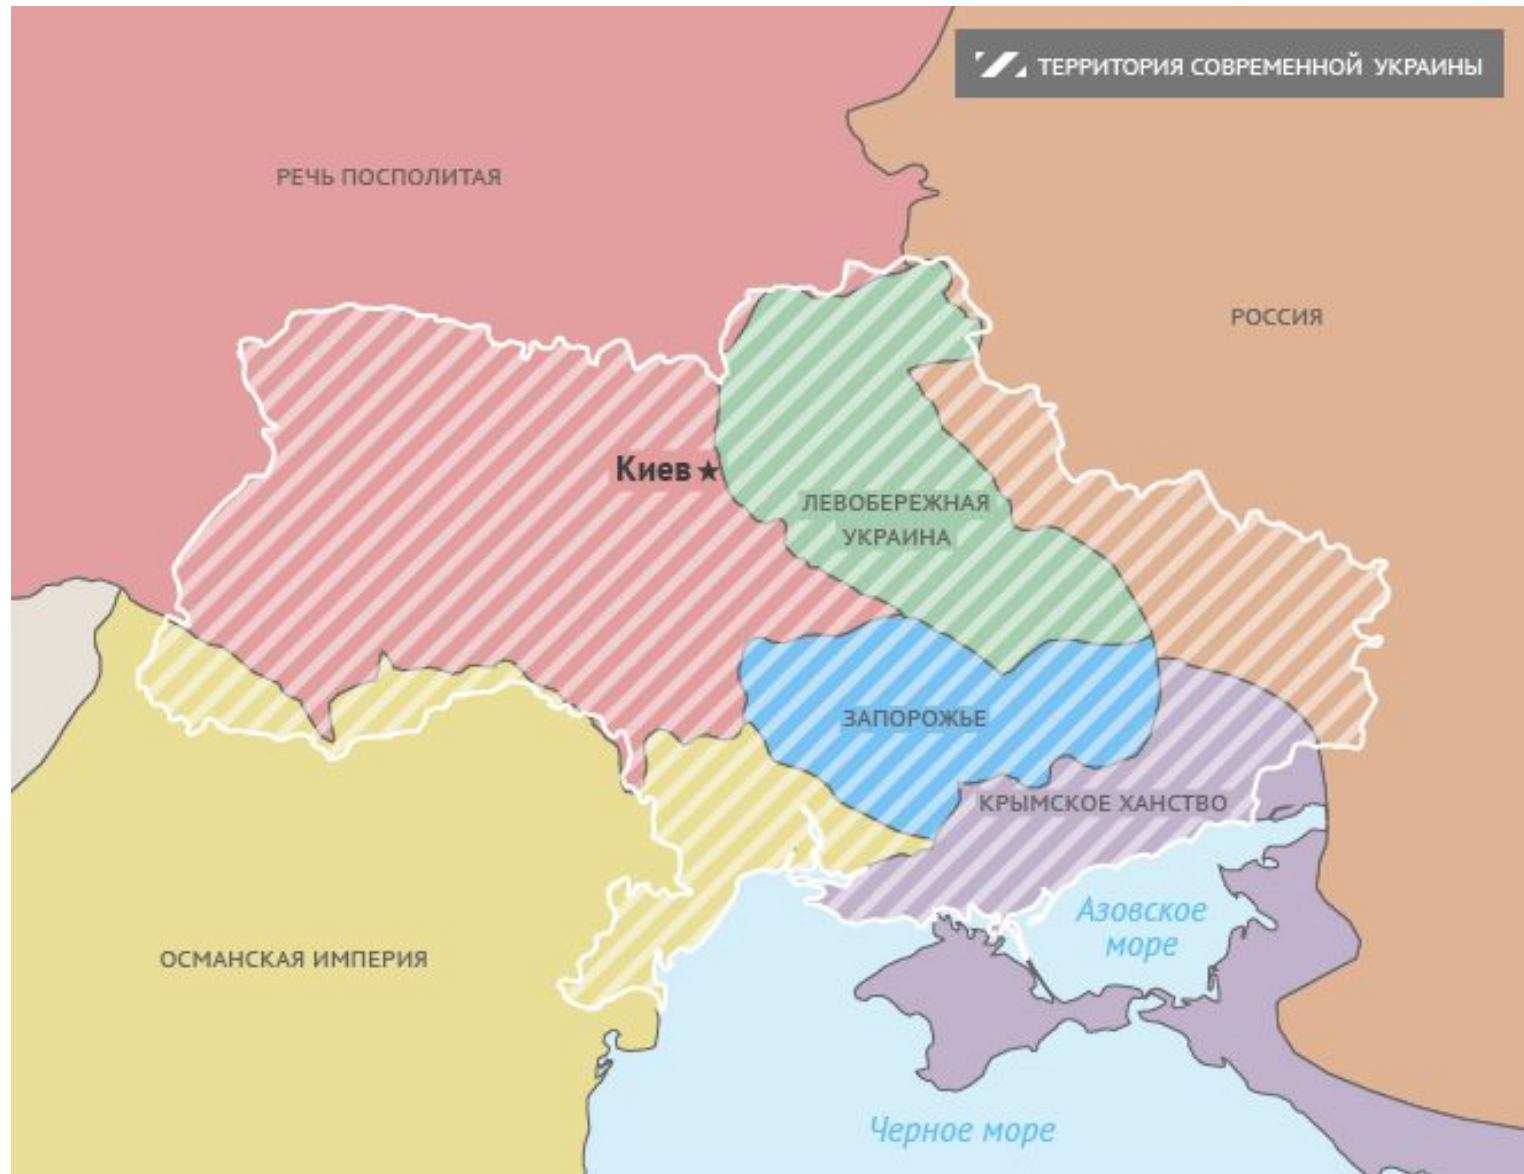 ТЕРРИТОРИЯ СОВРЕМЕННОЙ УКРАИНЫ
РЕЧЬ ПОСПОЛИТАЯ
РОССИЯ
Киев
ЛЕВОБЕРЕЖНАЯ
УКРАИНА
ЗАПОРОЖЬЕ
КРЫМСКОЕ ХАНСТВО
Азовское
море
ОСМАНСКАЯ ИМПЕРИЯ
Черное море